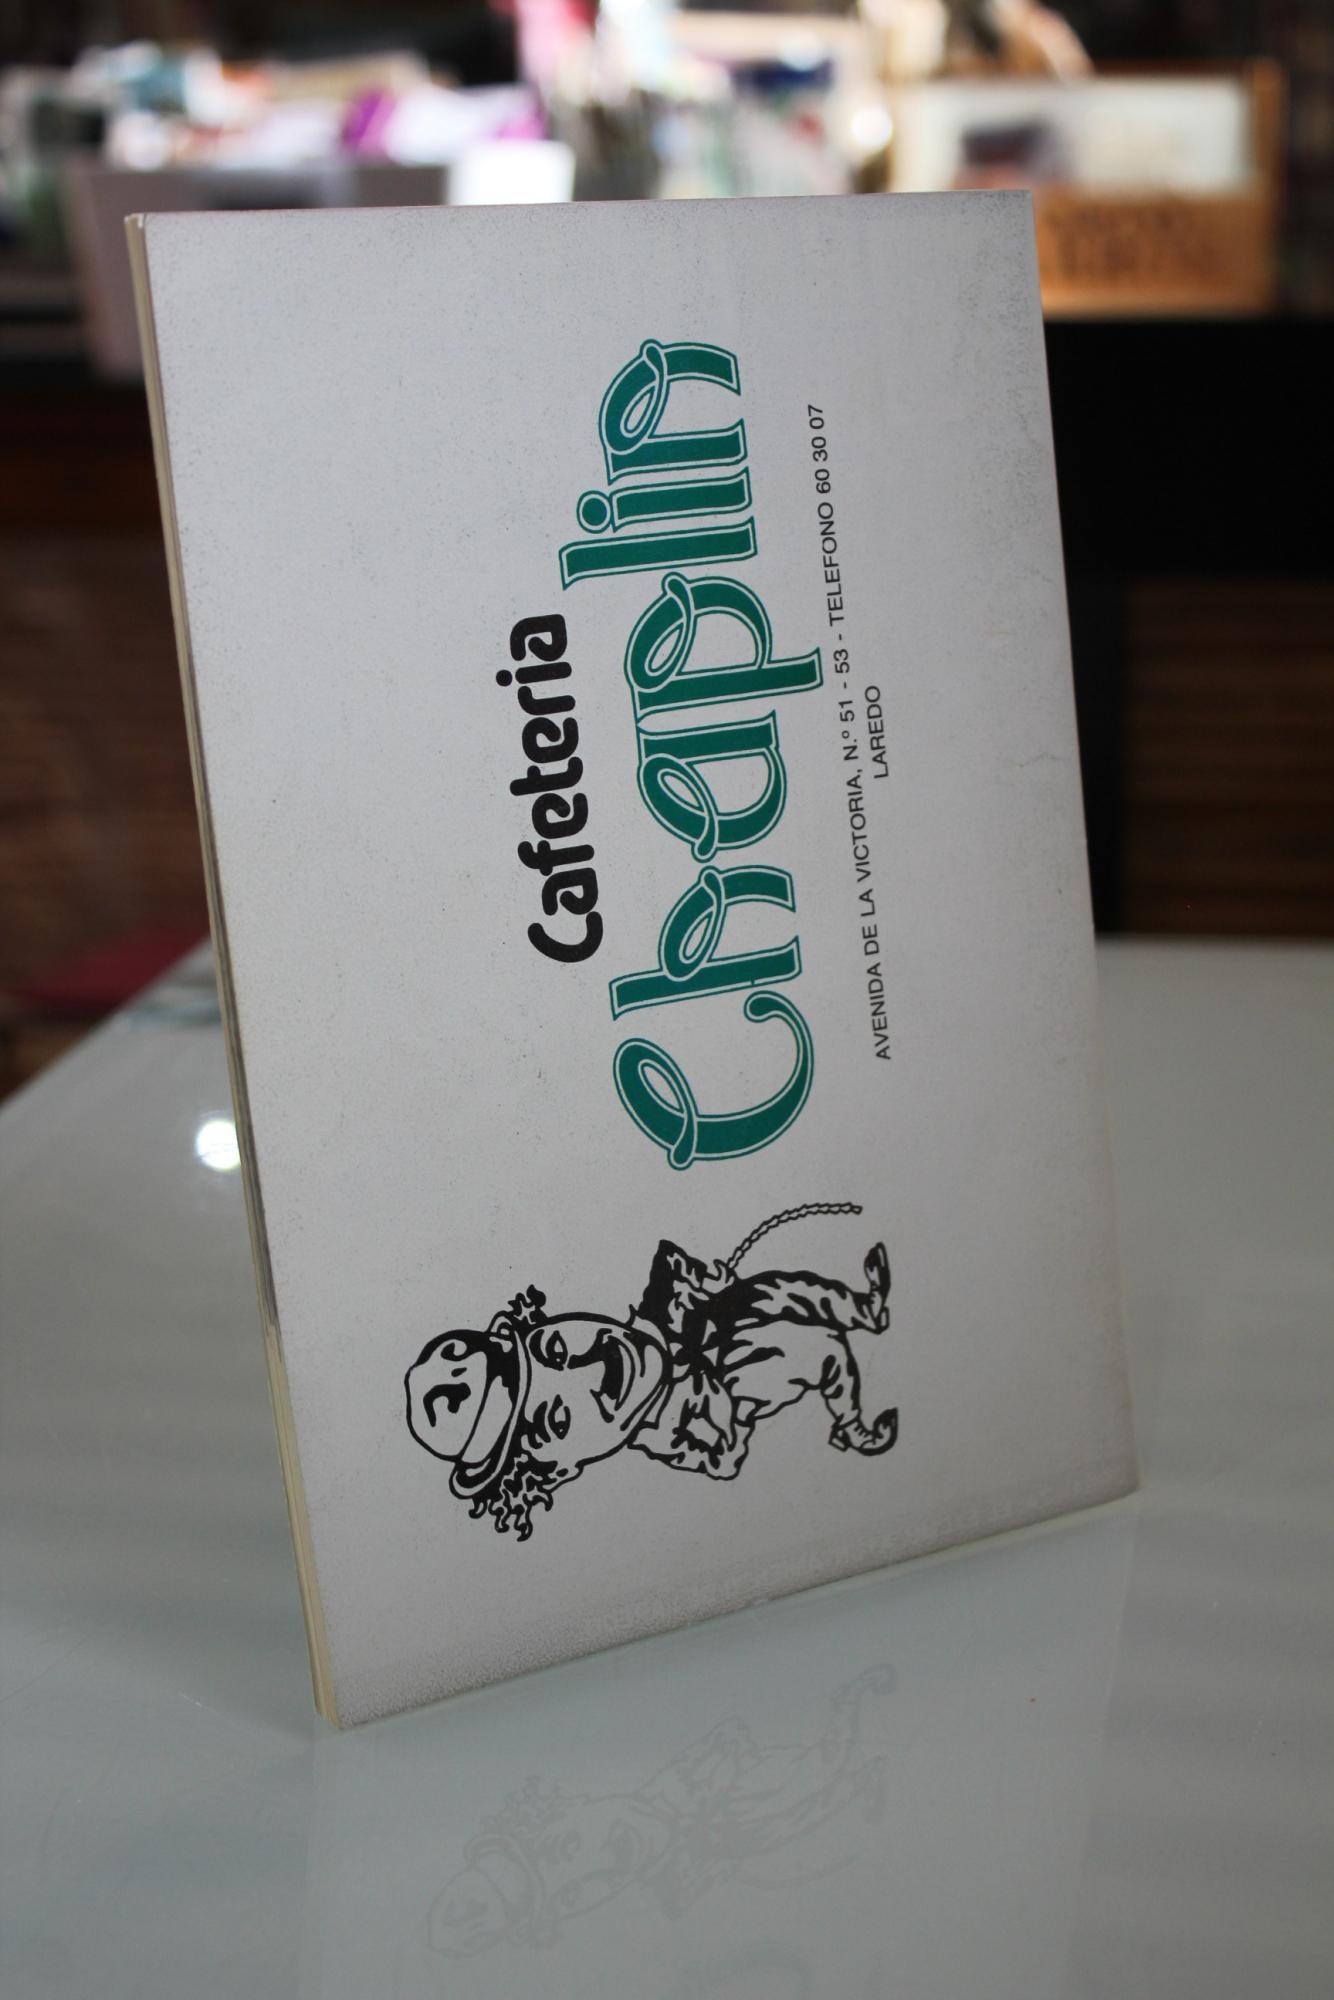 Cafeteria
Chaplin
AVENIDA DE LA VICTORIA, N.º 51 - 53 - TELEFONO 60 30 07
LAREDO